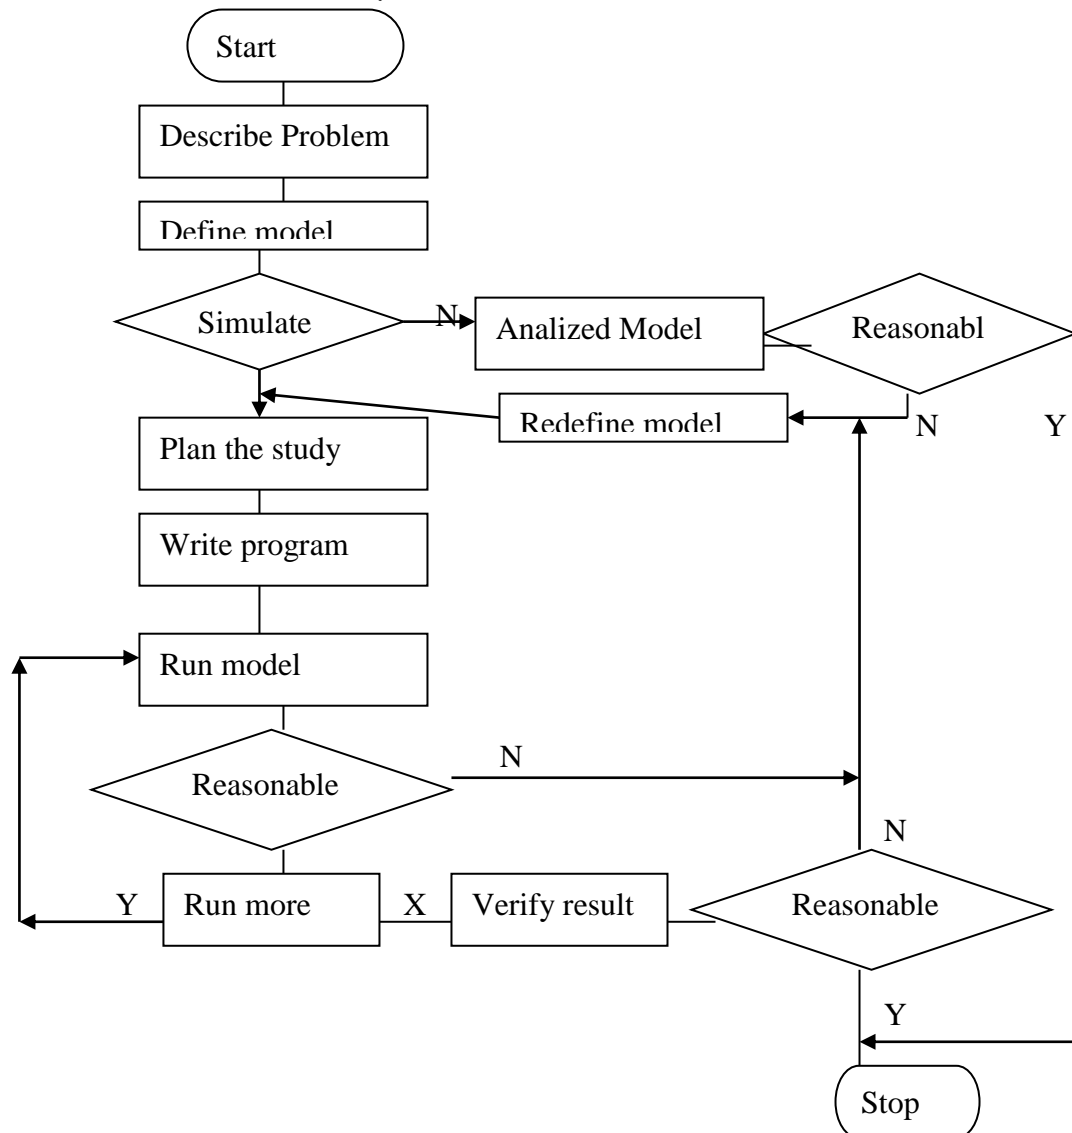 Start
Describe Problem
Define model
Simulate
N
Analized Model
Reasonabl
Redefine model
N
Y
Plan the study
Write program
Run model
Reasonable
N
N
Y
Run more
X
Verify result
Reasonable
Y
Stop